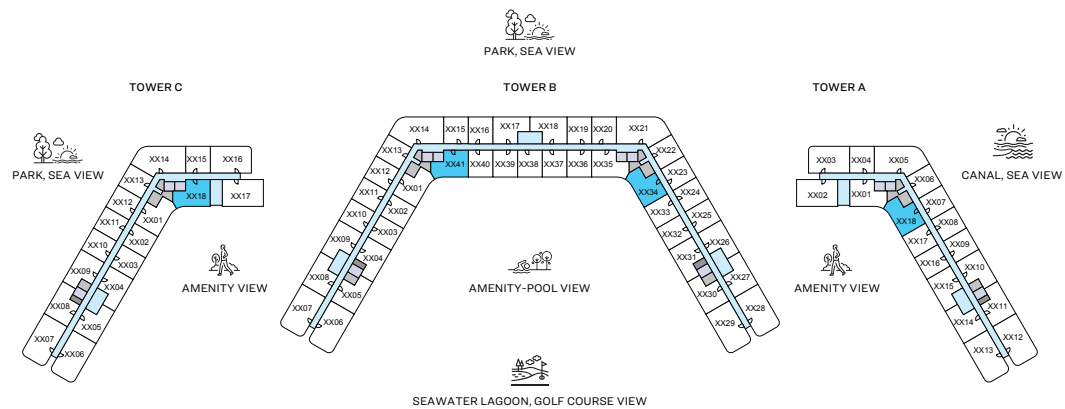 PARK, SEA VIEW
TOWER C
TOWER B
TOWER A
PARK, SEA VIEW
CANAL, SEA VIEW
XX14
XX15
XX16
XX13
XX12
XX11
XX10
XX09
XX08
XX07
XX06
XX05
XX04
XX03
XX02
XX01
XX18
XX17
AMENITY VIEW
XX14
XX15
XX16
XX17
XX18
XX19
XX20
XX21
XX13
XX12
XX11
XX10
XX09
XX08
XX07
XX06
XX05
XX04
XX03
XX02
XX01
XX41
XX40
XX39
XX38
XX37
XX36
XX35
XX34
XX33
XX32
XX31
XX30
XX29
XX28
XX27
XX26
XX25
XX24
XX23
XX22
AMENITY-POOL VIEW
XX03
XX04
XX05
XX02
XX01
XX06
XX07
XX08
XX09
XX10
XX11
XX12
XX13
XX14
XX15
XX16
XX17
XX18
AMENITY VIEW
SEAWATER LAGOON, GOLF COURSE VIEW